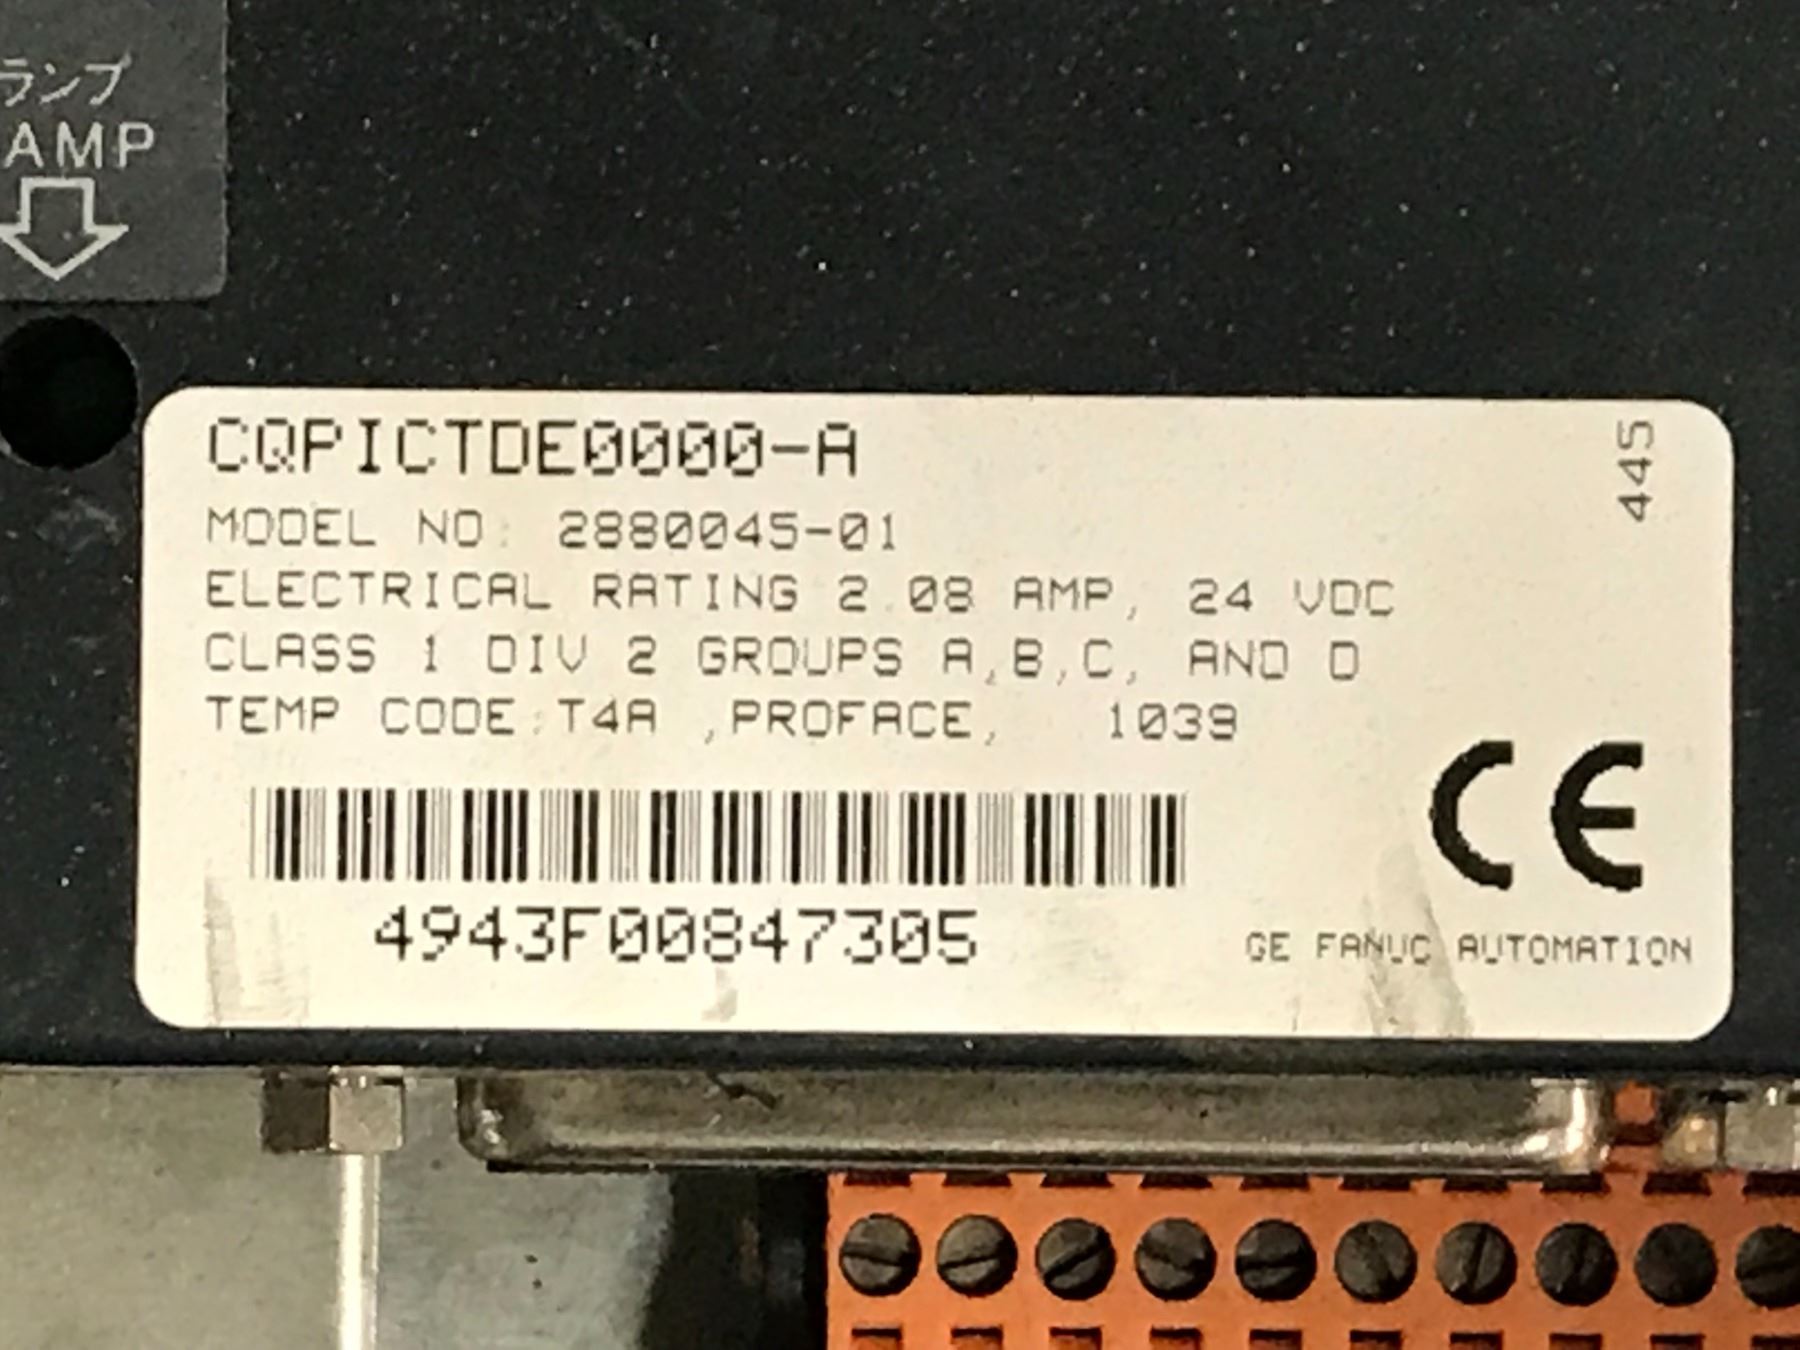 ランプ
AMP
CQPICTDE0000-A
445
MODEL NO: 2880045-01
ELECTRICAL RATING 2.08 AMP, 24 VDC
CLASS 1 DIV 2 GROUPS A,B,C, AND D
TEMP CODE:T4A ,PROFACE, 1039
CE
4943F00847305
GE FANUC AUTOMATION